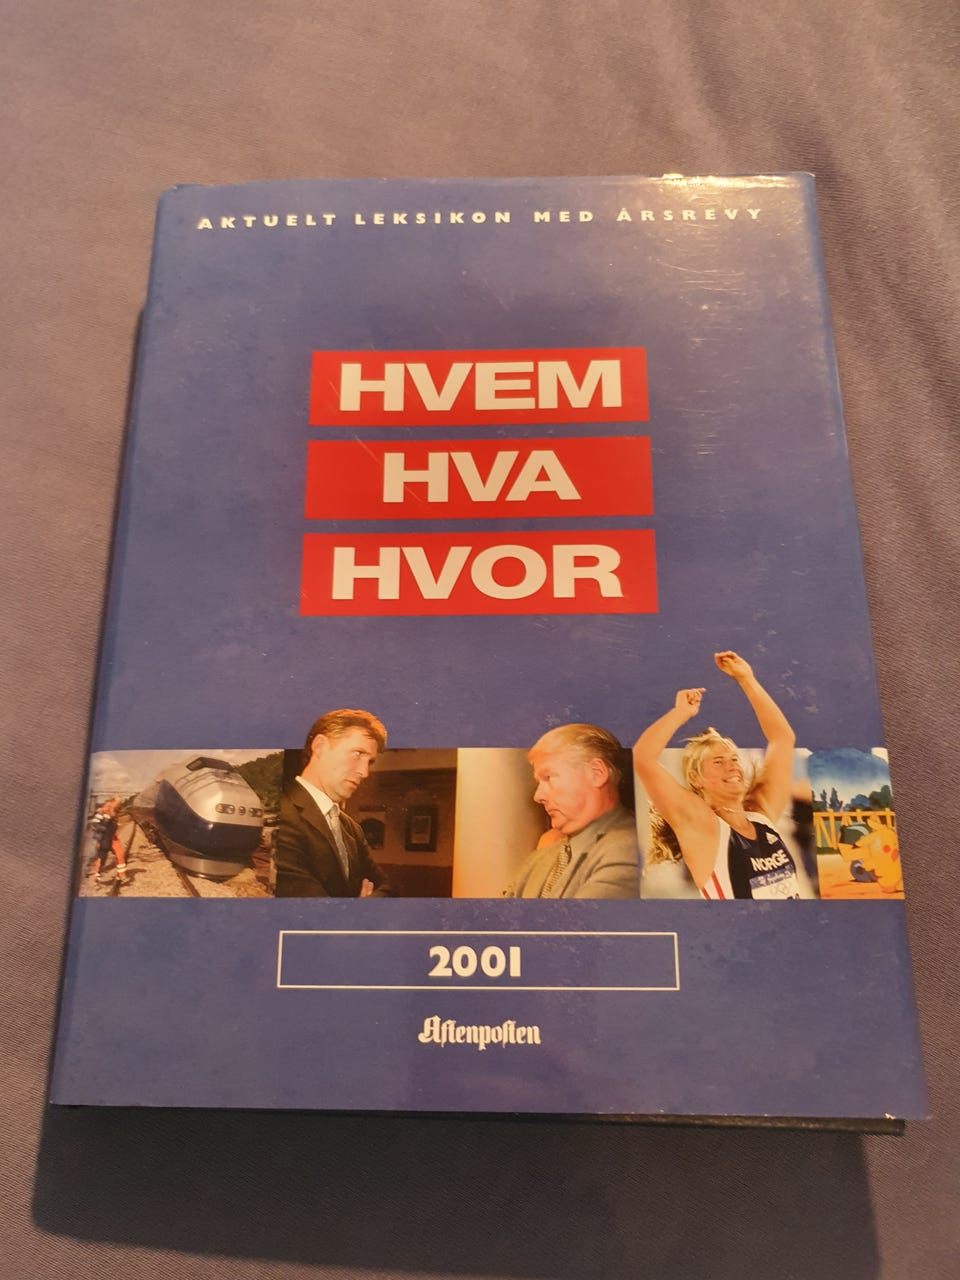 AKTUELT LEKSIKON MED ÅRSREVY
HVEM
HVA
HVOR
NORGE
2001
Aftenposten